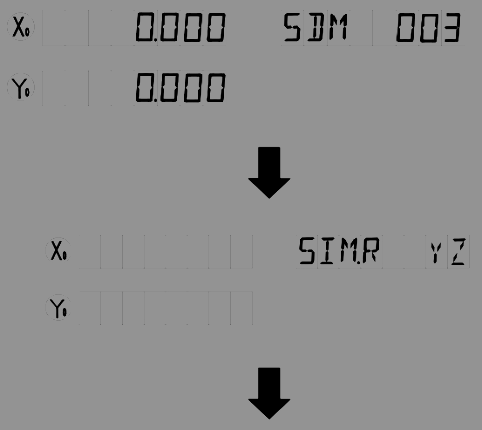 X₀ 0.000 SDM 003
Y₀ 0.000
X₀ SIM.R YZ
Y₀